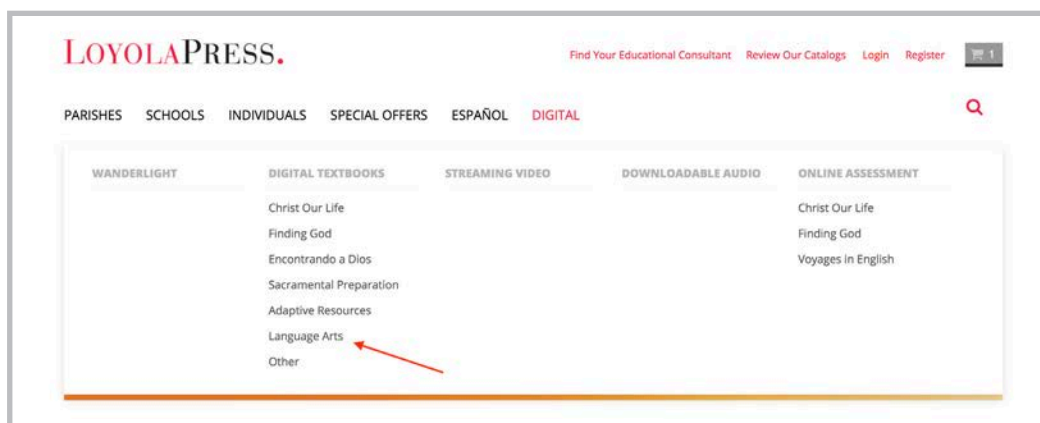 LOYOLAPRESS.
Find Your Educational Consultant Review Our Catalogs Login Register 1
PARISHES SCHOOLS INDIVIDUALS SPECIAL OFFERS ESPAÑOL DIGITAL
WANDERLIGHT
DIGITAL TEXTBOOKS
Christ Our Life
Finding God
Encontrando a Dios
Sacramental Preparation
Adaptive Resources
Language Arts
Other
STREAMING VIDEO
DOWNLOADABLE AUDIO
ONLINE ASSESSMENT
Christ Our Life
Finding God
Voyages in English